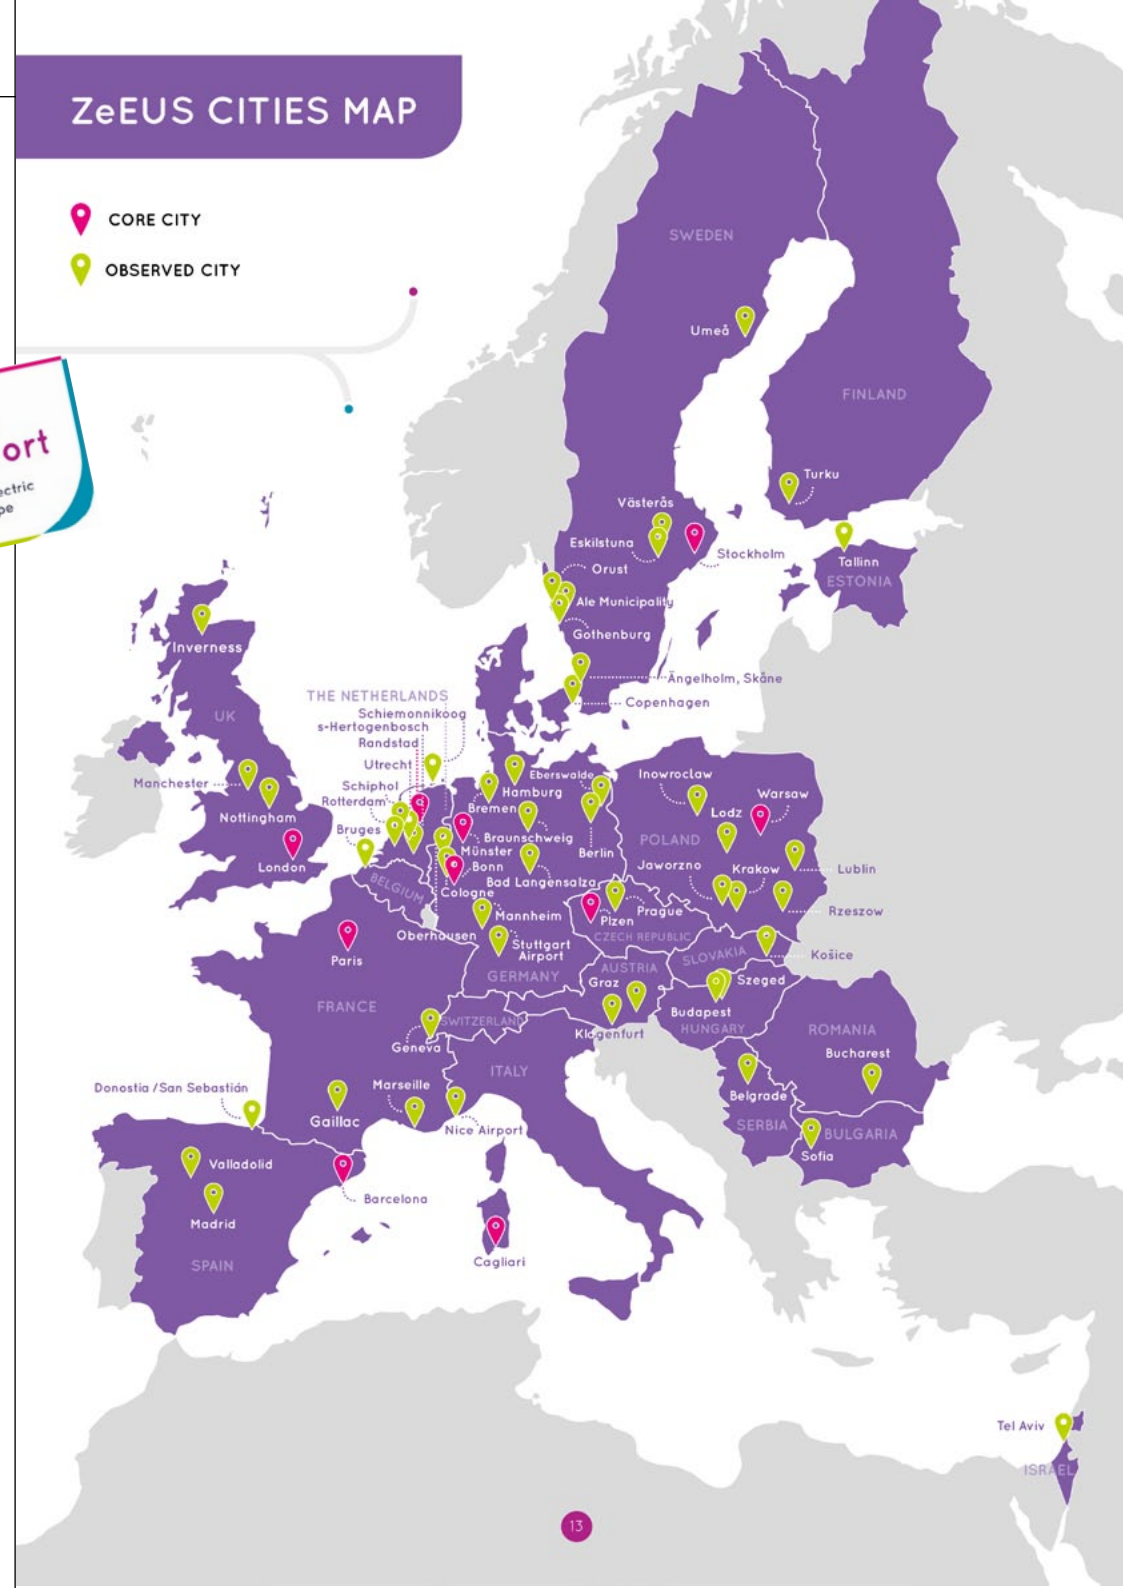 ZeEUS CITIES MAP
CORE CITY
OBSERVED CITY
ort
ectric
pe
SWEDEN
Umeå
FINLAND
Turku
Västerås
Eskilstuna
Stockholm
Orust
Tallinn
ESTONIA
Ale Municipality
Gothenburg
Inverness
Ängelholm, Skåne
Copenhagen
THE NETHERLANDS
Schiemonnikoog
s-Hertogenbosch
Randstad
UK
Utrecht
Manchester
Schiphol
Rotterdam
Nottingham
Bruges
London
Eberswalde
Hamburg
Bremen
Braunschweig
Berlin
Münster
Bonn
Bad Langensalza
Cologne
BELGIUM
Inowroclaw
Warsaw
Lodz
POLAND
Jaworzno
Krakow
Lublin
Rzeszow
Mannheim
Oberhausen
Stuttgart
Airport
GERMANY
Plzen
Prague
CZECH REPUBLIC
SLOVAKIA
Košice
Paris
FRANCE
AUSTRIA
Graz
Szeged
Budapest
HUNGARY
Klagenfurt
SWITZERLAND
Geneva
ROMANIA
Bucharest
ITALY
Belgrade
SERBIA
BULGARIA
Sofia
Donostia /San Sebastián
Marseille
Gaillac
Nice Airport
Valladolid
Barcelona
Madrid
SPAIN
Cagliari
Tel Aviv
ISRAEL
13